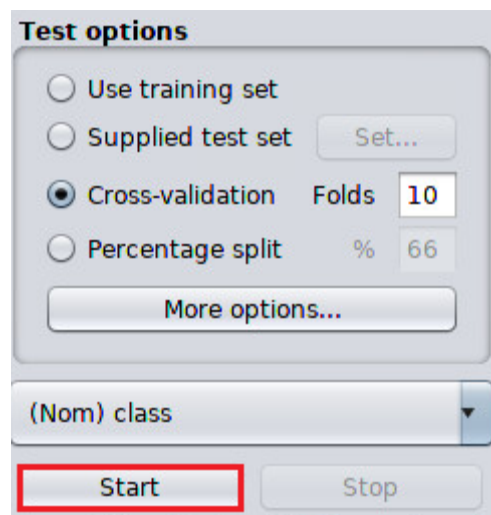 Test options
Use training set
Supplied test set Set...
Cross-validation Folds 10
Percentage split % 66
More options...
(Nom) class
Start Stop